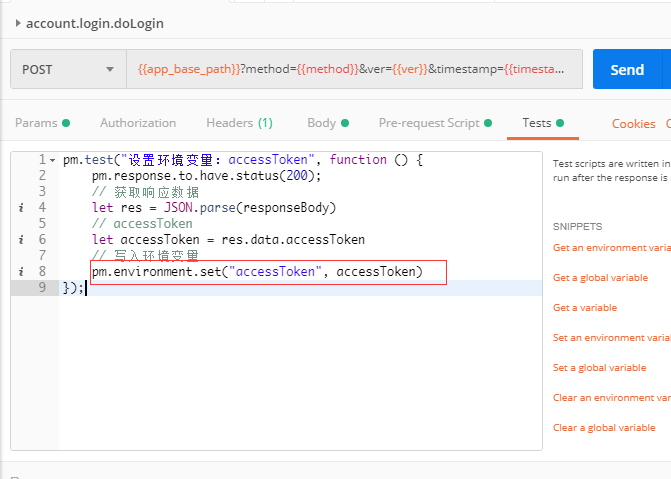 account.login.doLogin
POST
{{app_base_path}}?method={{method}}&ver={{ver}}&timestamp={{timesta...
Send
Params
Authorization
Headers (1)
Body
Pre-request Script
Tests
Cookies
C
1 pm.test("设置环境变量: accessToken", function () {
2 pm.response.to.have.status(200);
3 // 获取响应数据
i 4 let res = JSON.parse(responseBody)
5 // accessToken
i 6 let accessToken = res.data.accessToken
7 // 写入环境变量
i 8 pm.environment.set("accessToken", accessToken)
9 });
Test scripts are written in
run after the response is
SNIPPETS
Get an environment varia
Get a global variable
Get a variable
Set an environment varia
Set a global variable
Clear an environment var
Clear a global variable